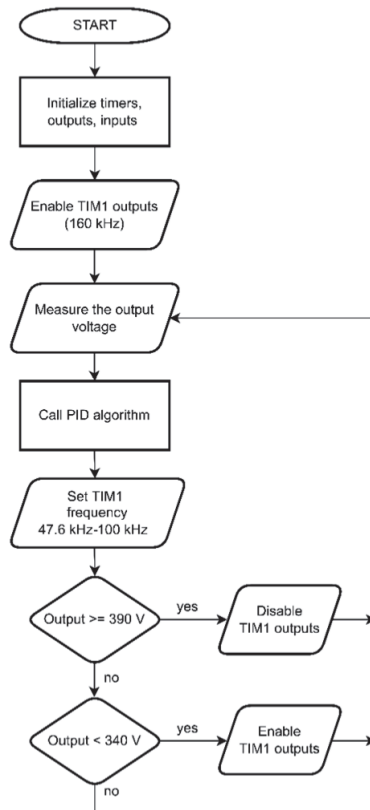 START
Initialize timers,
outputs, inputs
Enable TIM1 outputs
(160 kHz)
Measure the output
voltage
Call PID algorithm
Set TIM1
frequency
47.6 kHz-100 kHz
Output >= 390 V
yes
Disable
TIM1 outputs
no
Output < 340 V
yes
Enable
TIM1 outputs
no